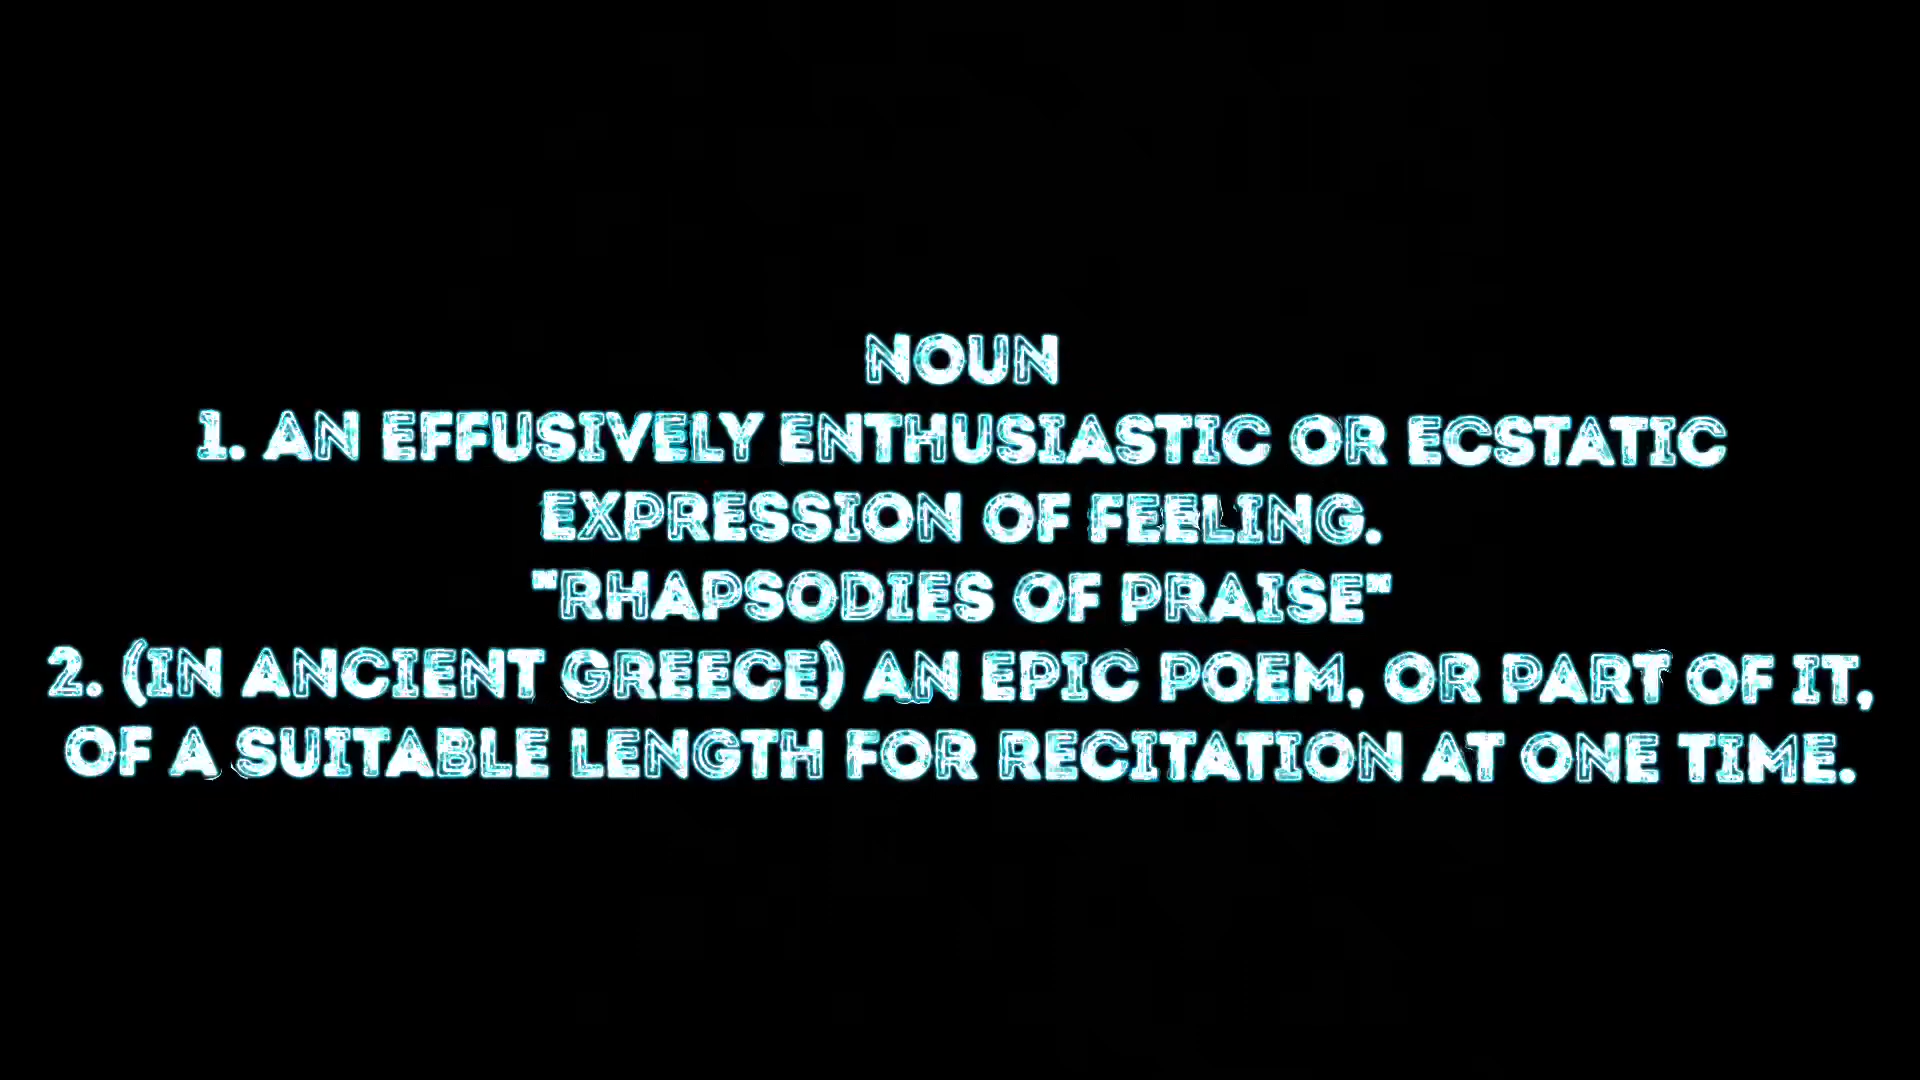 NOUN
1. AN EFFUSIVELY ENTHUSIASTIC OR ECSTATIC
EXPRESSION OF FEELING.
"RHAPSODIES OF PRAISE"
2. (IN ANCIENT GREECE) AN EPIC POEM, OR PART OF IT,
OF A SUITABLE LENGTH FOR RECITATION AT ONE TIME.